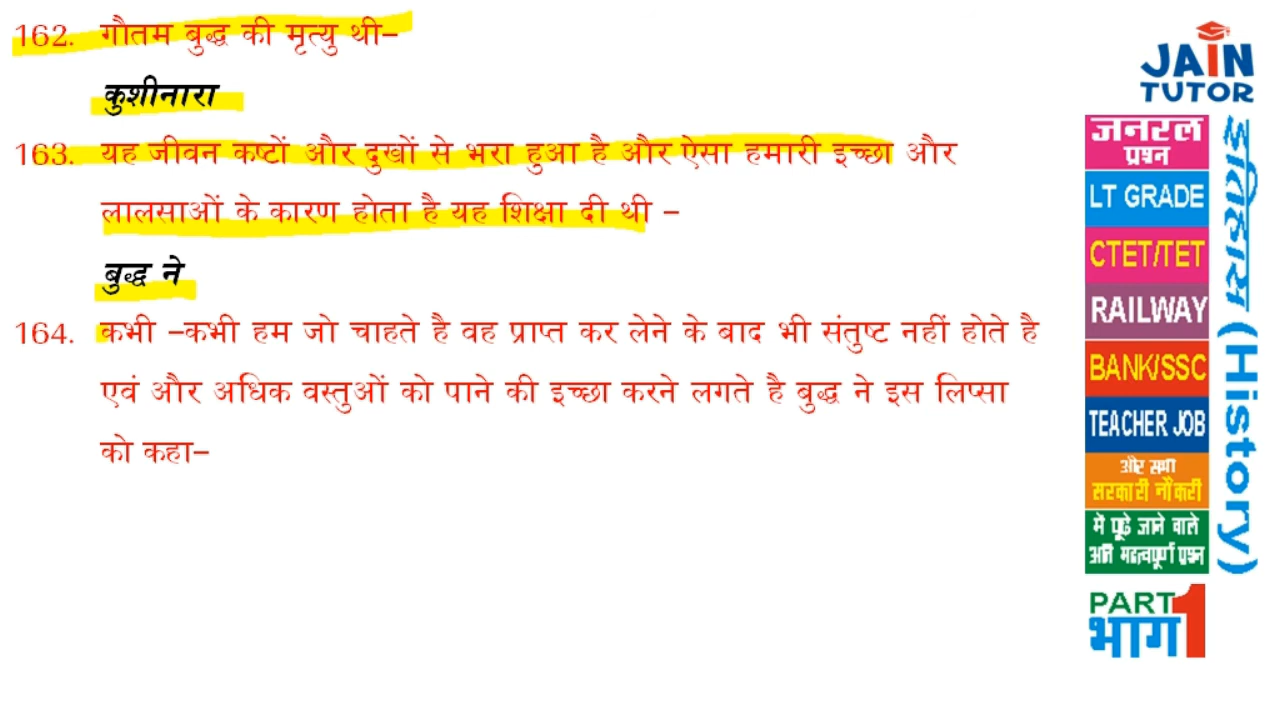 162. गौतम बुद्ध की मृत्यु थी–
कुशीनारा
163. यह जीवन कष्टों और दुखों से भरा हुआ है और ऐसा हमारी इच्छा और
लालसाओं के कारण होता है यह शिक्षा दी थी –
बुद्ध ने
164. कभी –कभी हम जो चाहते है वह प्राप्त कर लेने के बाद भी संतुष्ट नहीं होते है
एवं और अधिक वस्तुओं को पाने की इच्छा करने लगते है बुद्ध ने इस लिप्सा
को कहा–
JAIN
TUTOR
जनरल
प्रश्न
LT GRADE
CTET/TET
RAILWAY
BANK/SSC
TEACHER JOB
और सभी
सरकारी नौकरी
में पूछे जाने वाले
अति महत्वपूर्ण प्रश्न
PART 1
भाग
इतिहास (History)